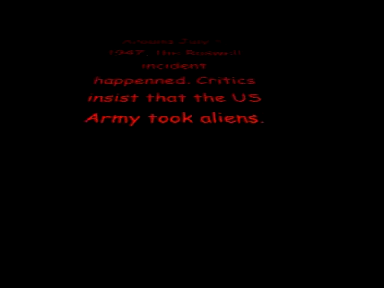 1947, the Roswell
incident
happenned. Critics
insist that the US
Army took aliens.